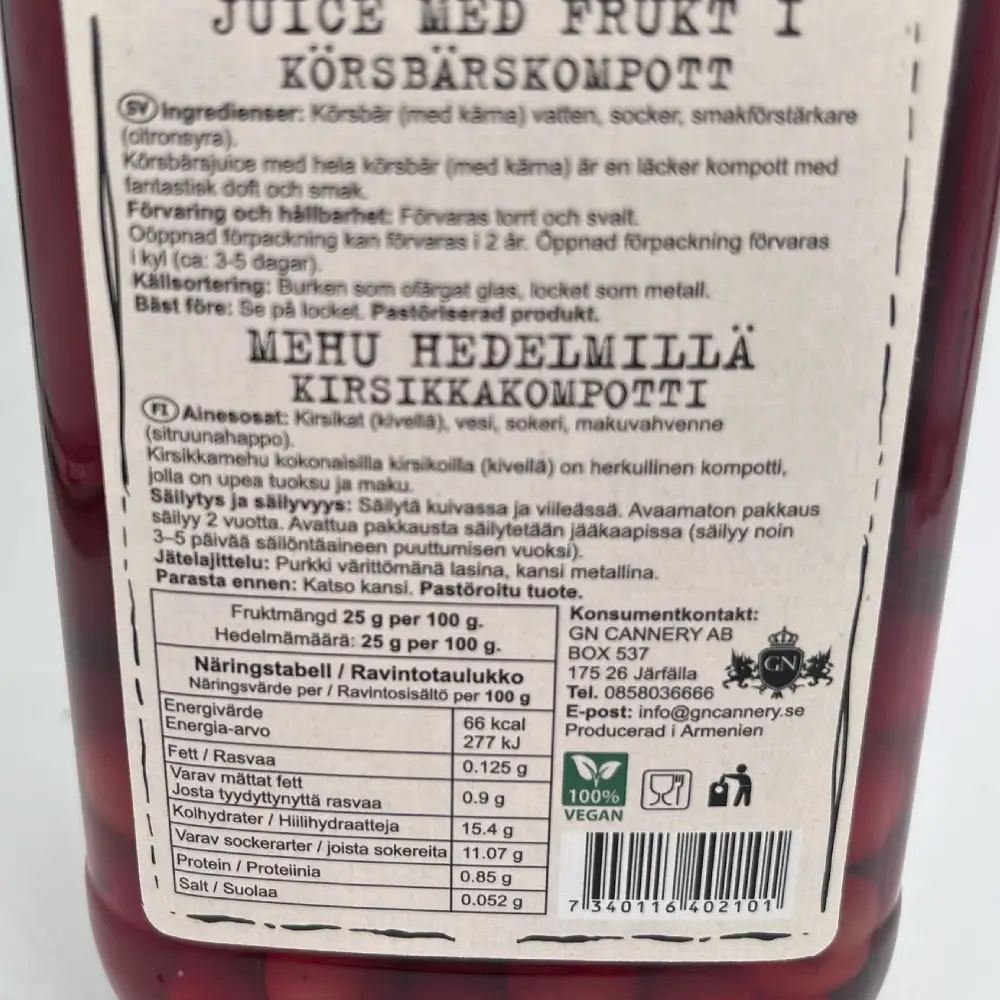 JUICE MED FRUKT I
KÖRSBÄRSKOMPOTT
SV Ingredienser: Körsbär (med kärna) vatten, socker, smakförstärkare
(citronsyra).
Körsbärsjuice med hela körsbär (med kärna) är en läcker kompott med
fantastisk doft och smak.
Förvaring och hållbarhet: Förvaras torrt och svalt.
Oöppnad förpackning kan förvaras i 2 år. Öppnad förpackning förvaras
i kyl (ca: 3-5 dagar).
Källsortering: Burken som ofärgat glas, locket som metall.
Bäst före: Se på locket. Pastöriserad produkt.
MEHU HEDELMILLÄ
KIRSIKKAKOMPOTTI
FI Ainesosat: Kirsikat (kivellä), vesi, sokeri, makuvahvenne
(sitruunahappo).
Kirsikkamehu kokonaisilla kirsikoilla (kivellä) on herkullinen kompotti,
jolla on upea tuoksu ja maku.
Säilytys ja säilyvyys: Säilytä kuivassa ja viileässä. Avaamaton pakkaus
säilyy 2 vuotta. Avattua pakkausta säilytetään jääkaapissa (säilyy noin
3–5 päivää säilöntäaineen puuttumisen vuoksi).
Jätelajittelu: Purkki värittömänä lasina, kansi metallina.
Parasta ennen: Katso kansi. Pastöroitu tuote.
Fruktmängd 25 g per 100 g.
Hedelmämäärä: 25 g per 100 g.
Näringstabell / Ravintotaulukko
Näringsvärde per / Ravintosisältö per 100 g
Energivärde
Energia-arvo
66 kcal
277 kJ
Fett / Rasvaa
0.125 g
Varav mättat fett
Josta tyydyttynyttä rasvaa
0.9 g
Kolhydrater / Hiilihydraatteja
15.4 g
Varav sockerarter / joista sokereita
11.07 g
Protein / Proteiinia
0.85 g
Salt / Suolaa
0.052 g
Konsumentkontakt:
GN CANNERY AB
BOX 537
175 26 Järfälla
Tel. 0858036666
E-post: info@gncannery.se
Producerad i Armenien
GN
100%
VEGAN
7 340116 402101